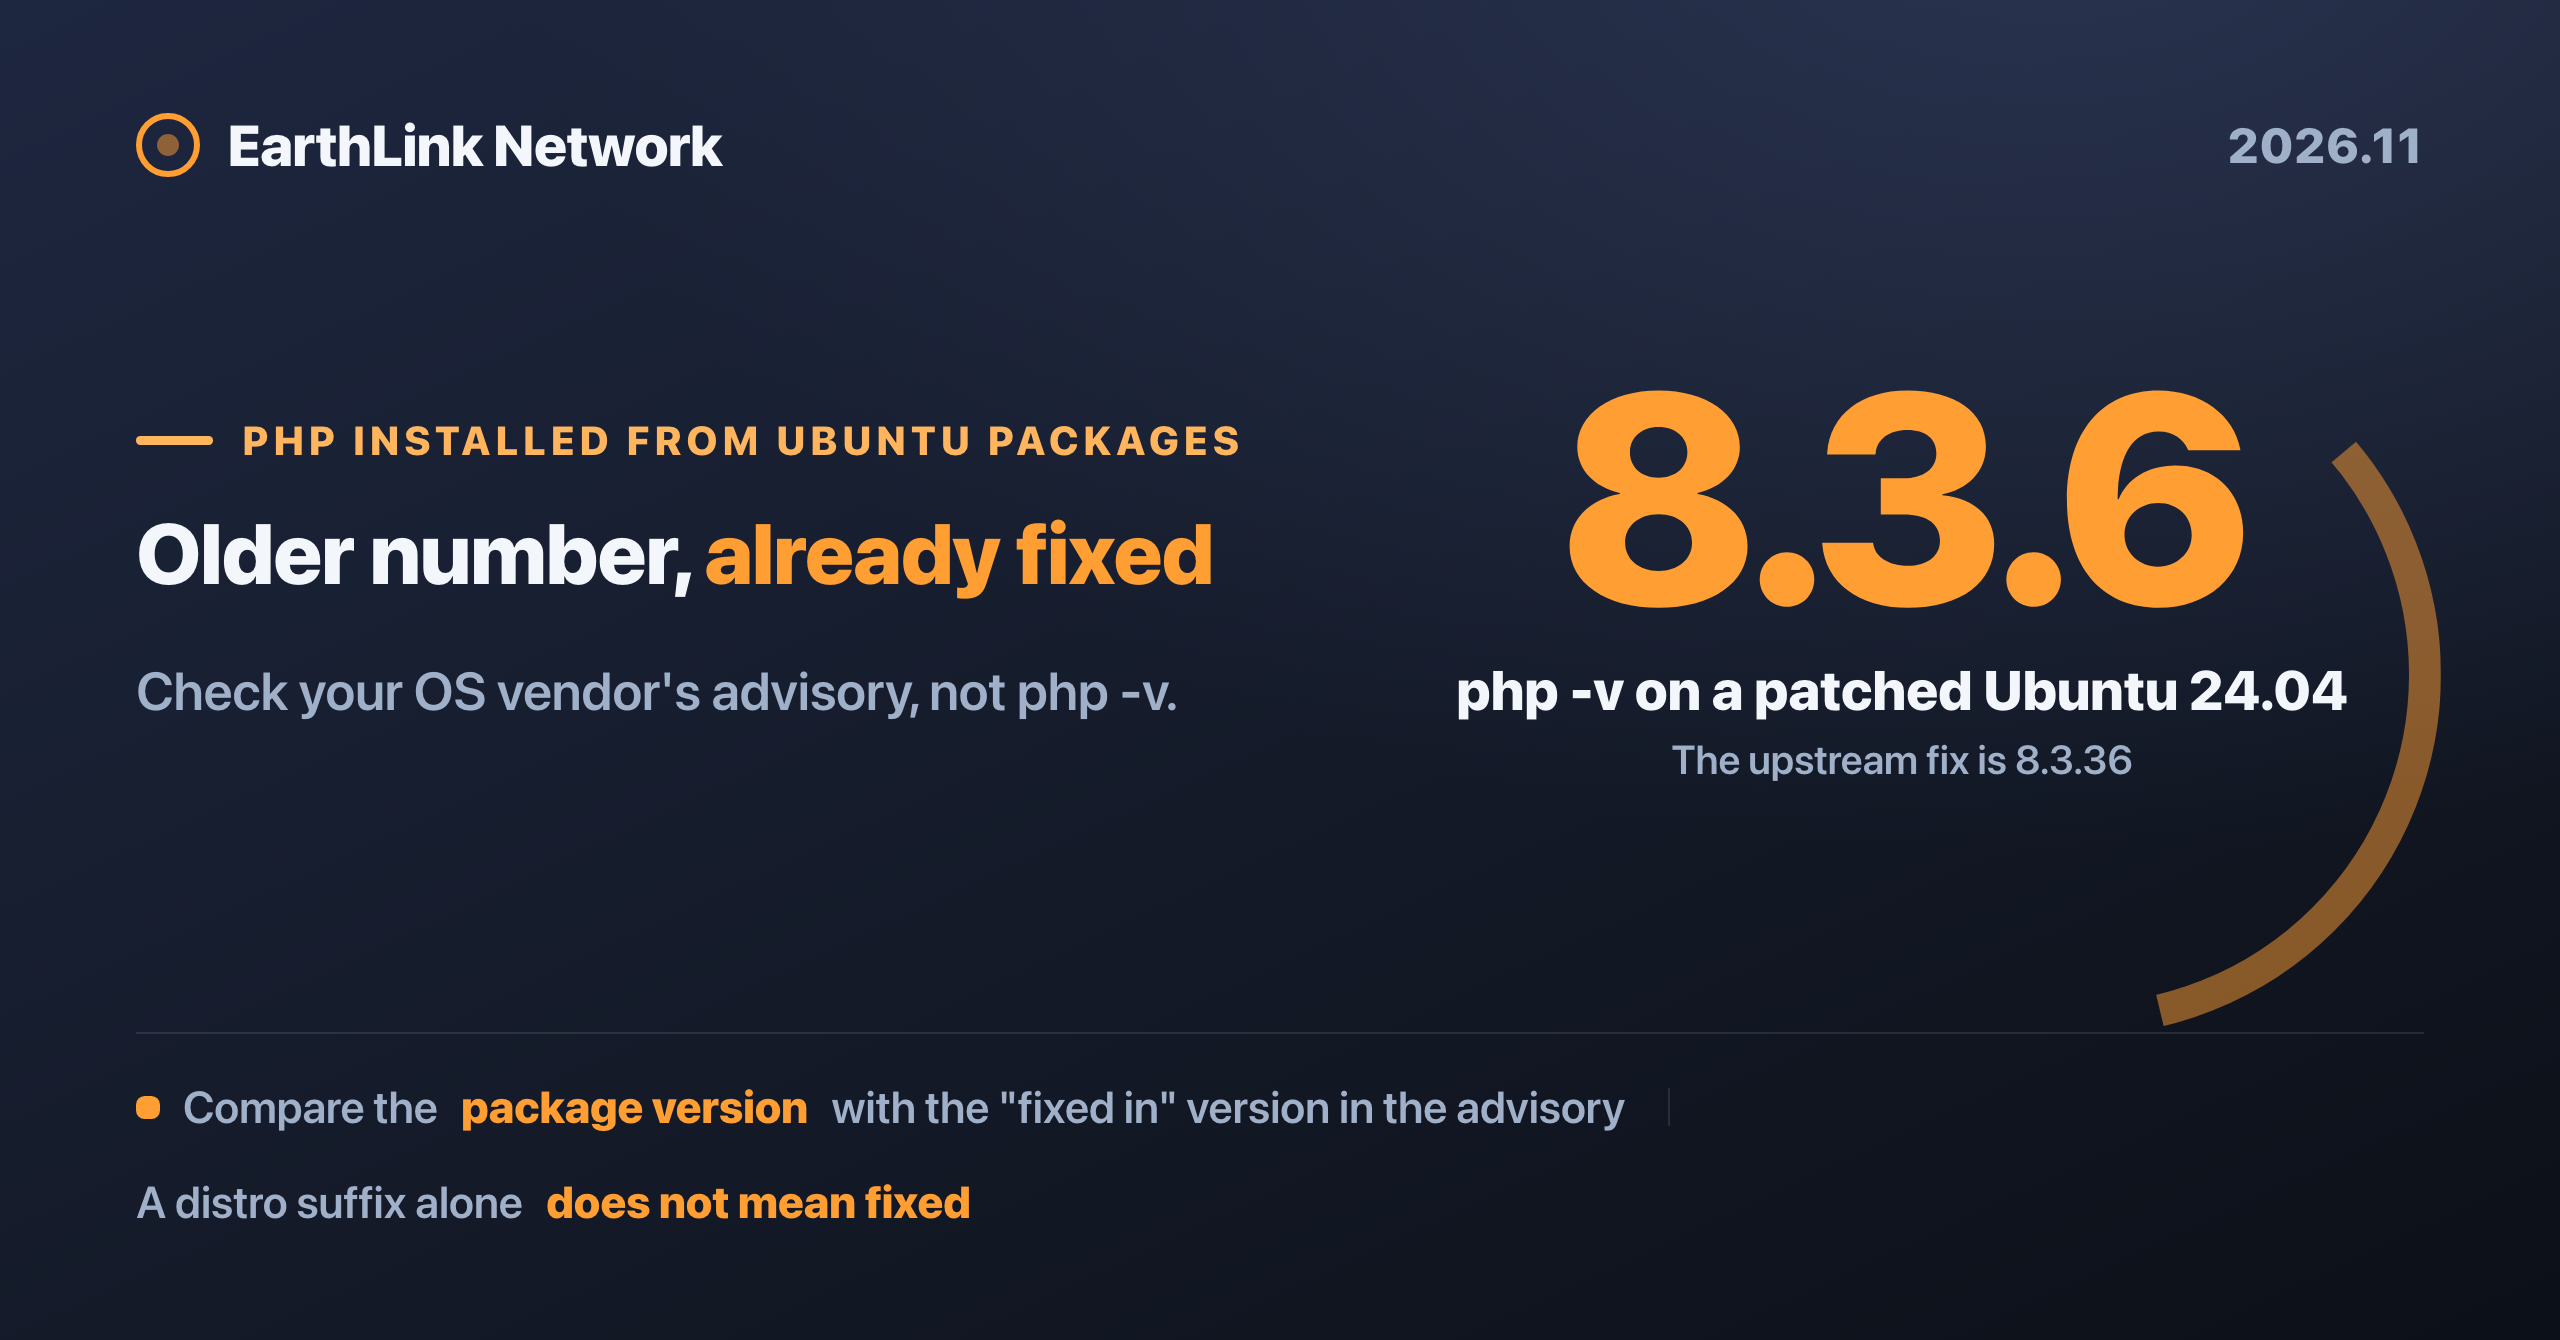 EarthLink Network
2026.11
PHP INSTALLED FROM UBUNTU PACKAGES
Older number, already fixed
Check your OS vendor's advisory, not php -v.
8.3.6
php -v on a patched Ubuntu 24.04
The upstream fix is 8.3.36
Compare the package version with the "fixed in" version in the advisory
A distro suffix alone does not mean fixed